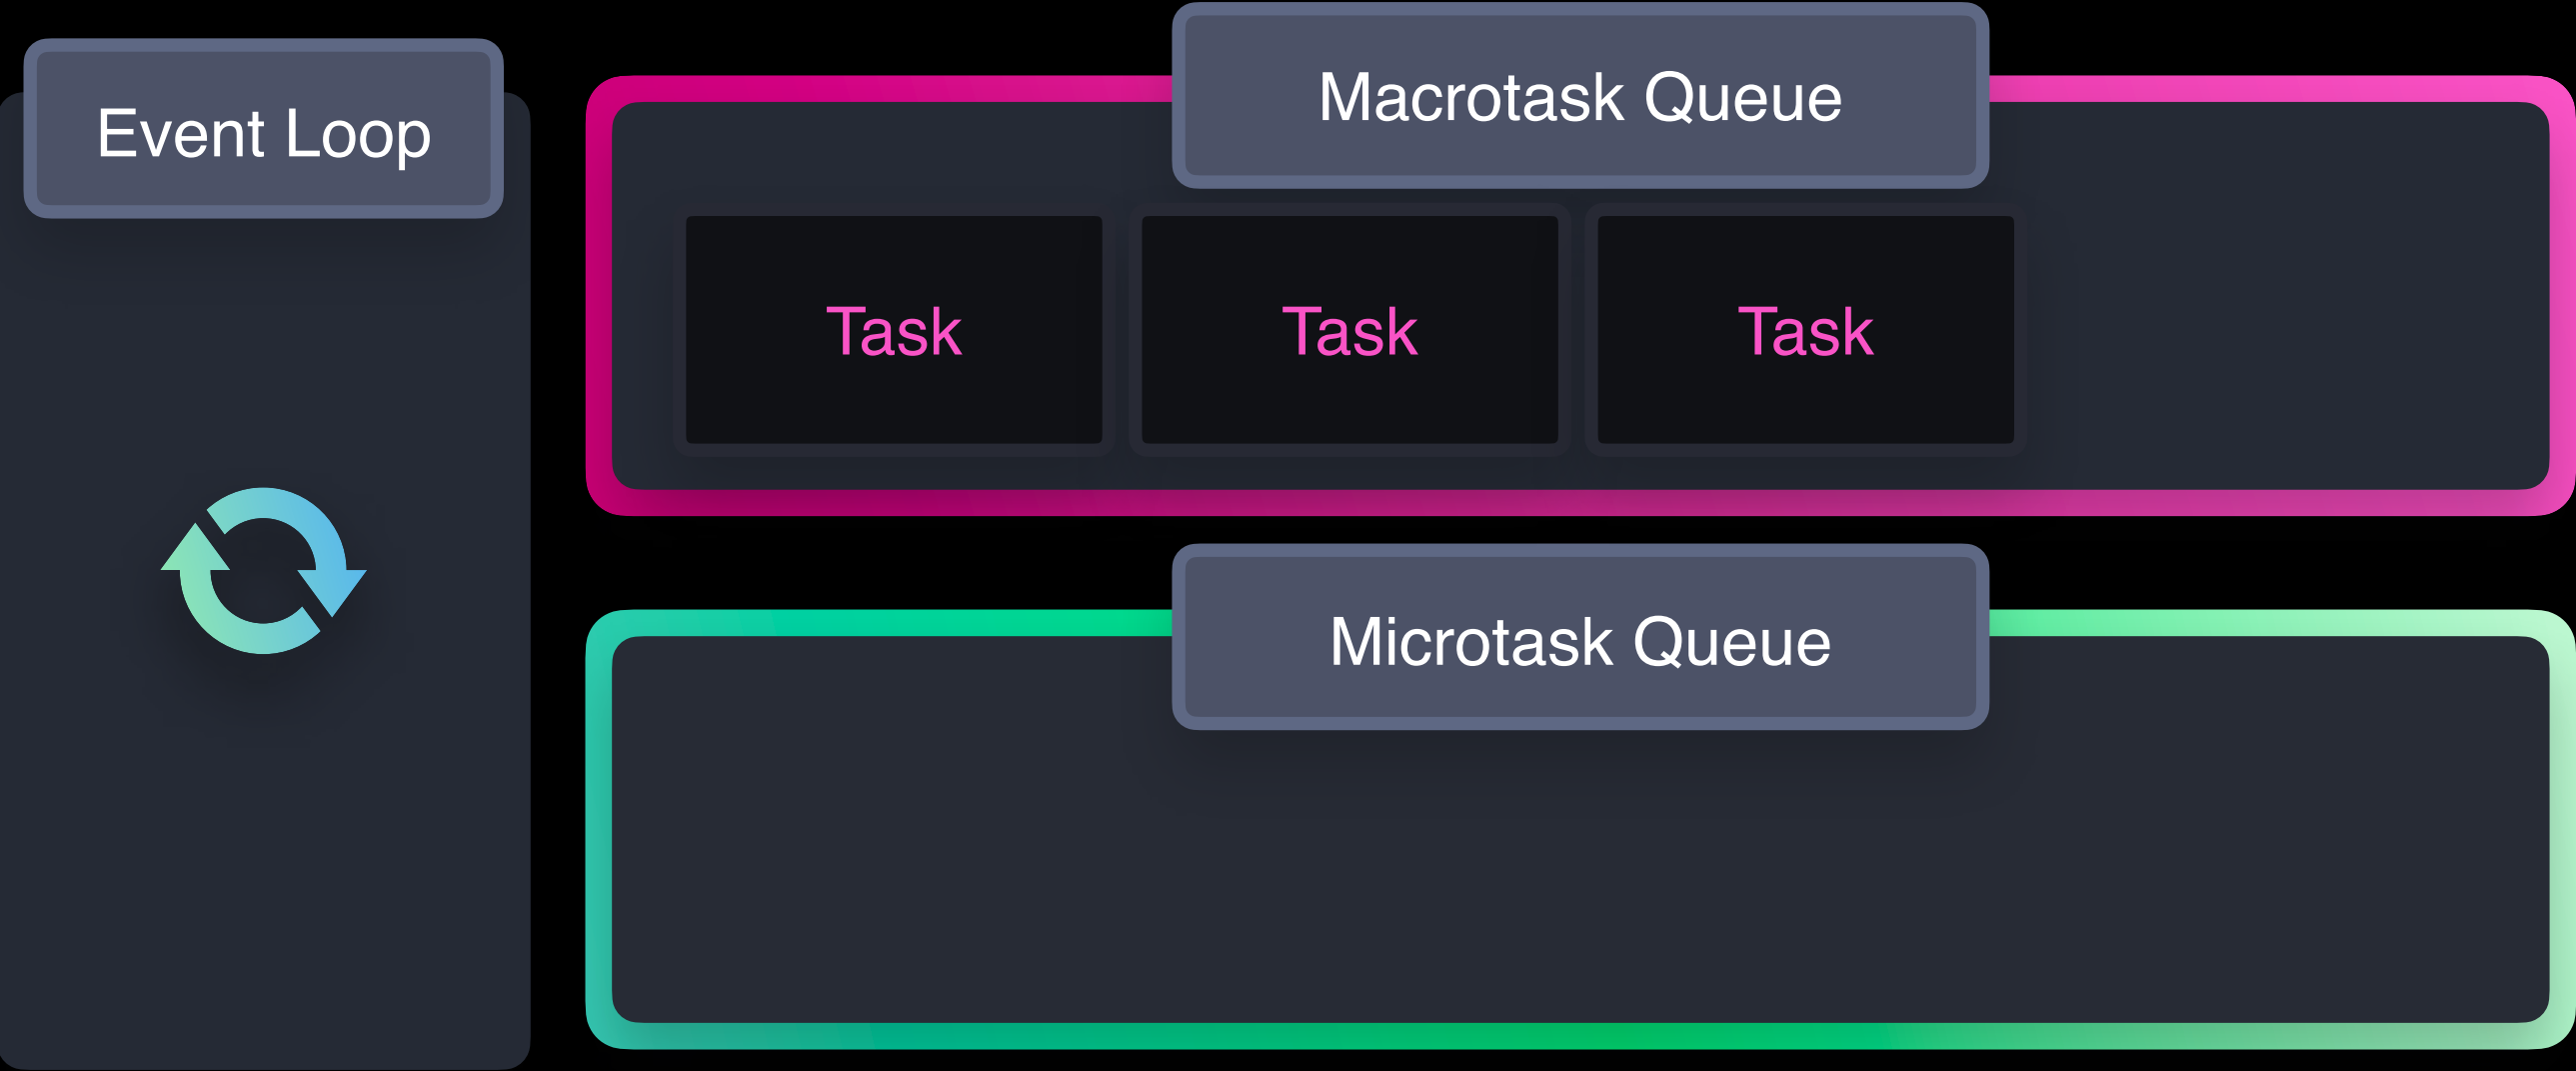 Event Loop
Macrotask Queue
Task
Task
Task
Microtask Queue